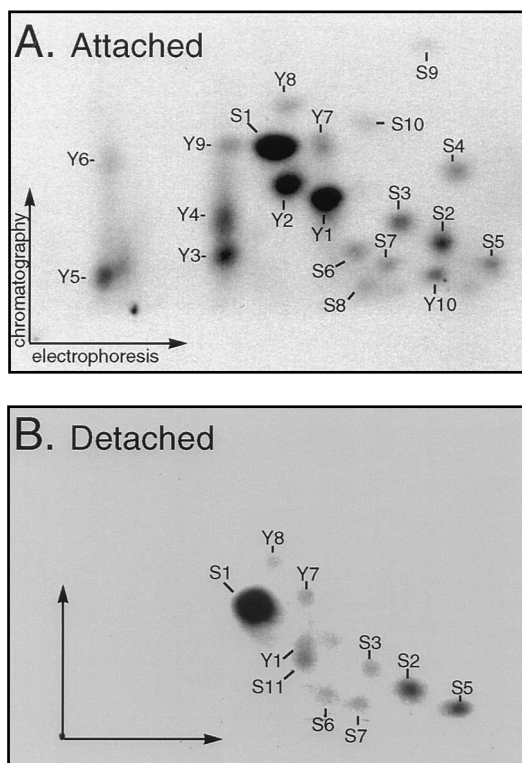 A. Attached
Y8
S9
S1
Y7
S10
Y9-
Y6-
S4
Y4-
Y2
Y1
S3
S2
Y3-
S7
S5
S6
Y5-
S8
Y10
chromatography
electrophoresis
B. Detached
Y8
S1
Y7
Y1
S3
S2
S11
S5
S6
S7